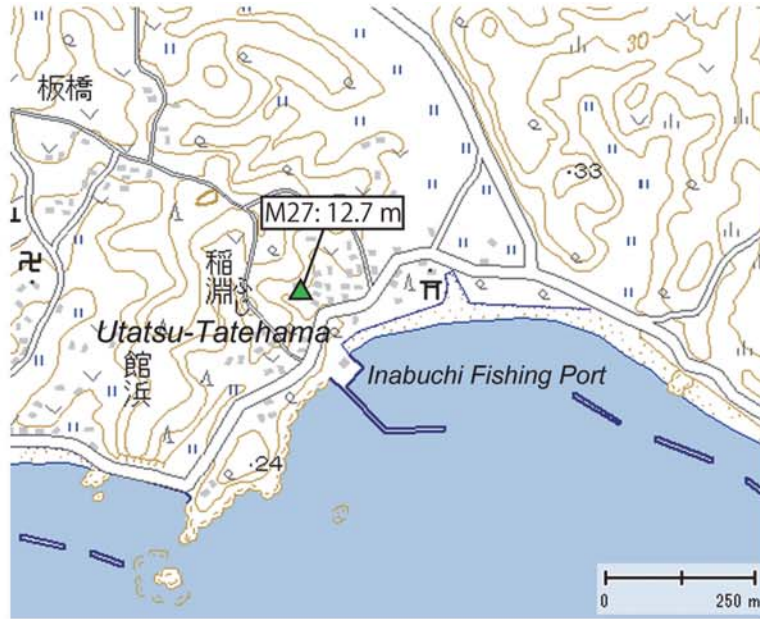 板橋
30
33
M27: 12.7 m
稲淵
Utatsu-Tatehama
館浜
Inabuchi Fishing Port
24
0 250 m